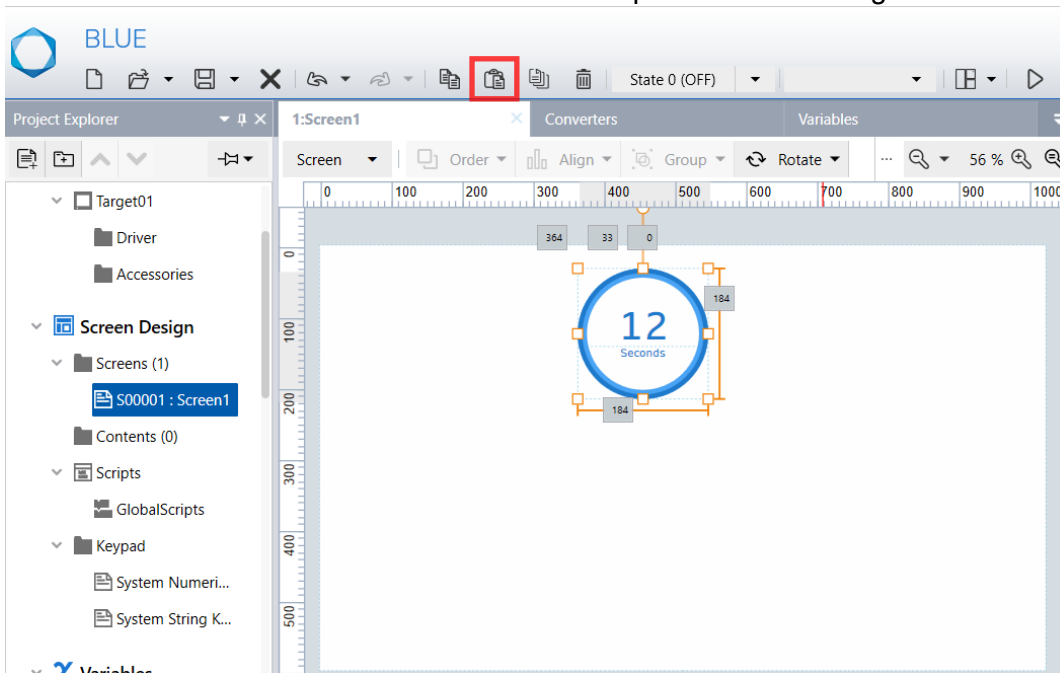 BLUE
State 0 (OFF)
Project Explorer
1:Screen1
Converters
Variables
Screen
Order
Align
Group
Rotate
... 56 %
0 100 200 300 400 500 600 700 800 900 1000
Target01
Driver
Accessories
Screen Design
Screens (1)
S00001 : Screen1
Contents (0)
Scripts
GlobalScripts
Keypad
System Numeri...
System String K...
Variables
0
100
200
300
400
500
364 33 0
184
12
Seconds
184